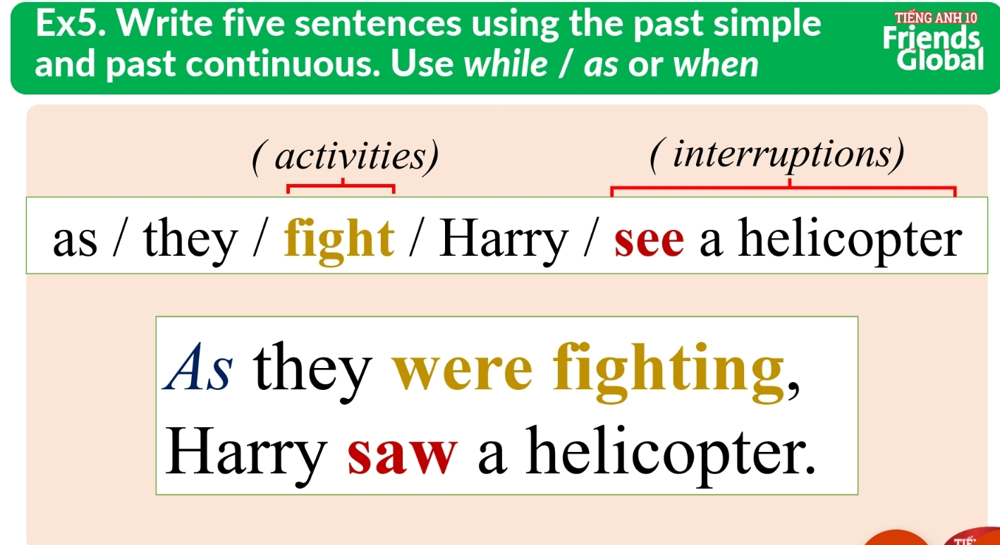 Ex5. Write five sentences using the past simple
and past continuous. Use while / as or when
TIẾNG ANH 10
Friends
Global
( activities)
( interruptions)
as / they / fight / Harry / see a helicopter
As they were fighting,
Harry saw a helicopter.